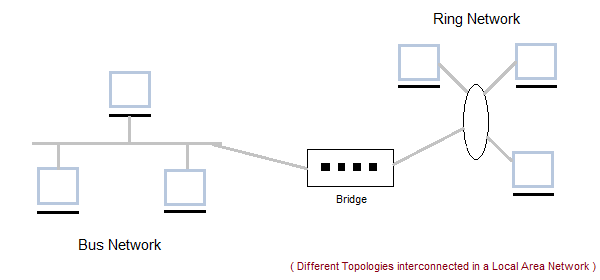 Ring Network
Bridge
Bus Network
( Different Topologies interconnected in a Local Area Network )